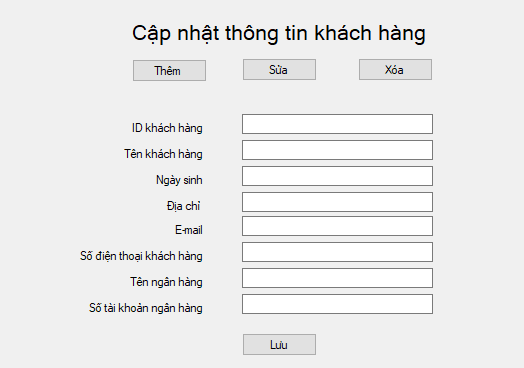 Cập nhật thông tin khách hàng
Thêm Sửa Xóa
ID khách hàng
Tên khách hàng
Ngày sinh
Địa chỉ
E-mail
Số điện thoại khách hàng
Tên ngân hàng
Số tài khoản ngân hàng
Lưu